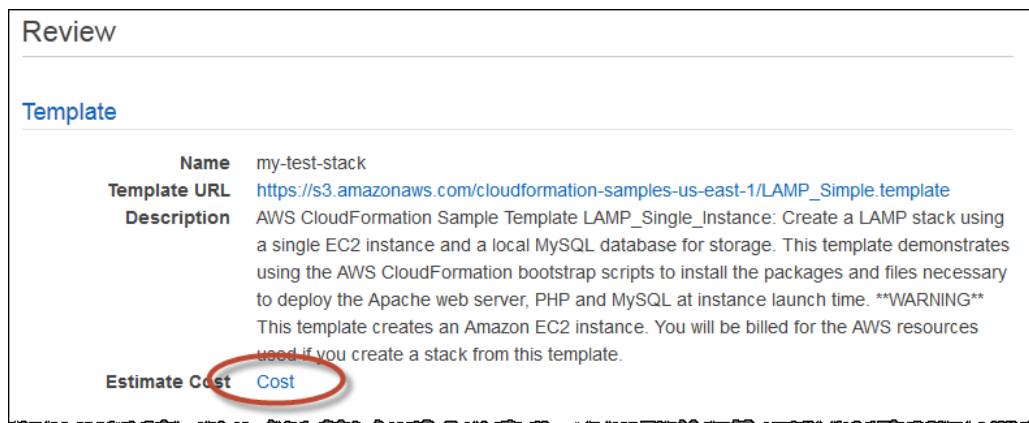 Review
Template
Name my-test-stack
Template URL https://s3.amazonaws.com/cloudformation-samples-us-east-1/LAMP_Simple.template
Description AWS CloudFormation Sample Template LAMP_Single_Instance: Create a LAMP stack using
a single EC2 instance and a local MySQL database for storage. This template demonstrates
using the AWS CloudFormation bootstrap scripts to install the packages and files necessary
to deploy the Apache web server, PHP and MySQL at instance launch time. **WARNING**
This template creates an Amazon EC2 instance. You will be billed for the AWS resources
used if you create a stack from this template.
Estimate Cost Cost